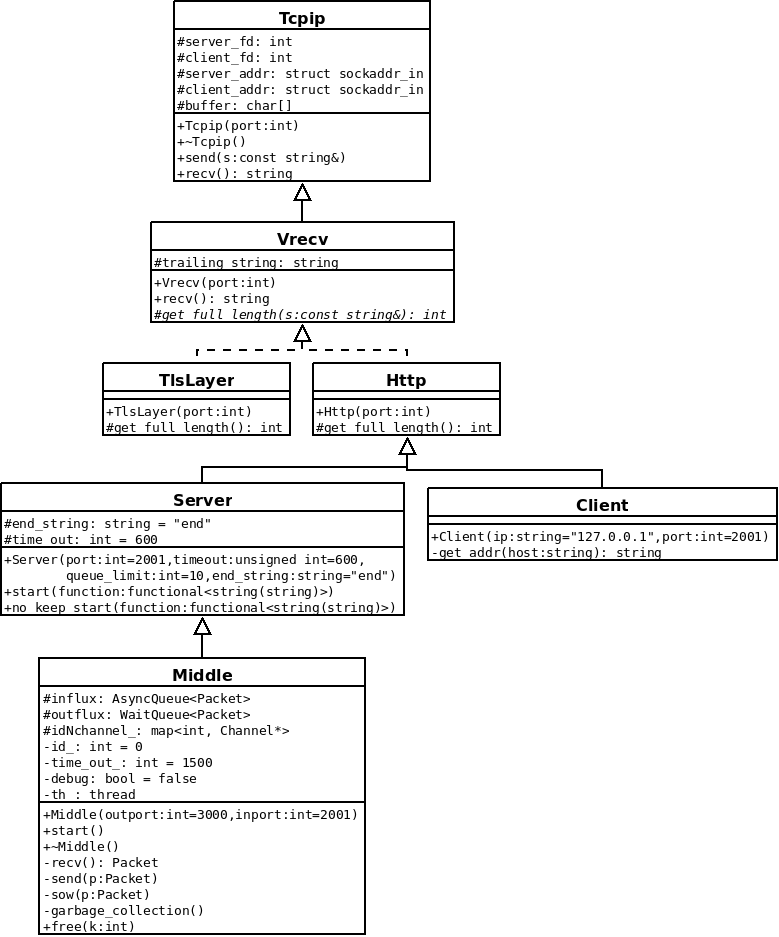 Tcpip
#server_fd: int
#client_fd: int
#server_addr: struct sockaddr_in
#client_addr: struct sockaddr_in
#buffer: char[]
+Tcpip(port:int)
+~Tcpip()
+send(s:const string&)
+recv(): string
Vrecv
#trailing_string: string
+Vrecv(port:int)
+recv(): string
#get_full_length(s:const string&): int
TlsLayer
+TlsLayer(port:int)
#get_full_length(): int
Http
+Http(port:int)
#get_full_length(): int
Server
#end_string: string = "end"
#time_out: int = 600
+Server(port:int=2001,timeout:unsigned int=600,
queue_limit:int=10,end_string:string="end")
+start(function:functional<string(string)>)
+no_keep_start(function:functional<string(string)>)
Client
+Client(ip:string="127.0.0.1",port:int=2001)
-get_addr(host:string): string
Middle
#influx: AsyncQueue<Packet>
#outflux: WaitQueue<Packet>
#idNchannel_: map<int, Channel*>
-id_: int = 0
-time_out_: int = 1500
-debug: bool = false
-th_: thread
+Middle(outport:int=3000,inport:int=2001)
+start()
+~Middle()
-recv(): Packet
-send(p:Packet)
-sow(p:Packet)
-garbage_collection()
+free(k:int)